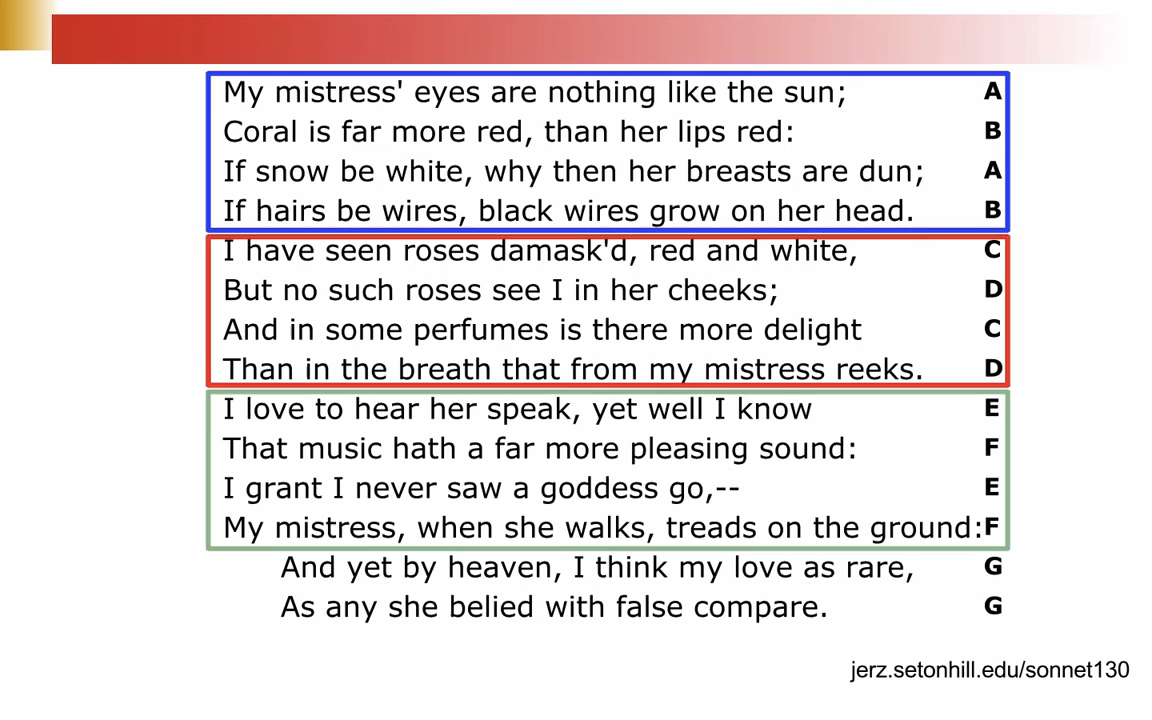 My mistress' eyes are nothing like the sun; A
Coral is far more red, than her lips red: B
If snow be white, why then her breasts are dun; A
If hairs be wires, black wires grow on her head. B
I have seen roses damask'd, red and white, C
But no such roses see I in her cheeks; D
And in some perfumes is there more delight C
Than in the breath that from my mistress reeks. D
I love to hear her speak, yet well I know E
That music hath a far more pleasing sound: F
I grant I never saw a goddess go,-- E
My mistress, when she walks, treads on the ground: F
And yet by heaven, I think my love as rare, G
As any she belied with false compare. G
jerz.setonhill.edu/sonnet130